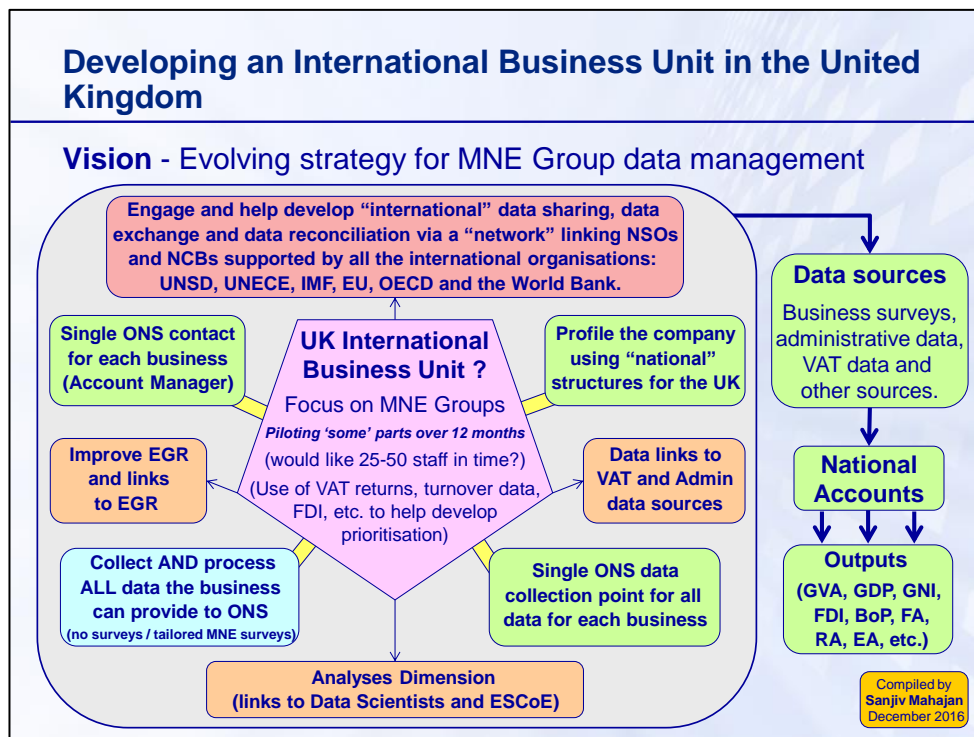 Developing an International Business Unit in the United
Kingdom
Vision - Evolving strategy for MNE Group data management
Engage and help develop “international” data sharing, data
exchange and data reconciliation via a “network” linking NSOs
and NCBs supported by all the international organisations:
UNSD, UNECE, IMF, EU, OECD and the World Bank.
Single ONS contact
for each business
(Account Manager)
UK International
Business Unit ?
Focus on MNE Groups
Piloting ‘some’ parts over 12 months
(would like 25-50 staff in time?)
(Use of VAT returns, turnover data,
FDI, etc. to help develop
prioritisation)
Profile the company
using “national”
structures for the UK
Improve EGR
and links
to EGR
Data links to
VAT and Admin
data sources
Collect AND process
ALL data the business
can provide to ONS
(no surveys / tailored MNE surveys)
Single ONS data
collection point for all
data for each business
Analyses Dimension
(links to Data Scientists and ESCoE)
Data sources
Business surveys,
administrative data,
VAT data and
other sources.
National
Accounts
Outputs
(GVA, GDP, GNI,
FDI, BoP, FA,
RA, EA, etc.)
Compiled by
Sanjiv Mahajan
December 2016